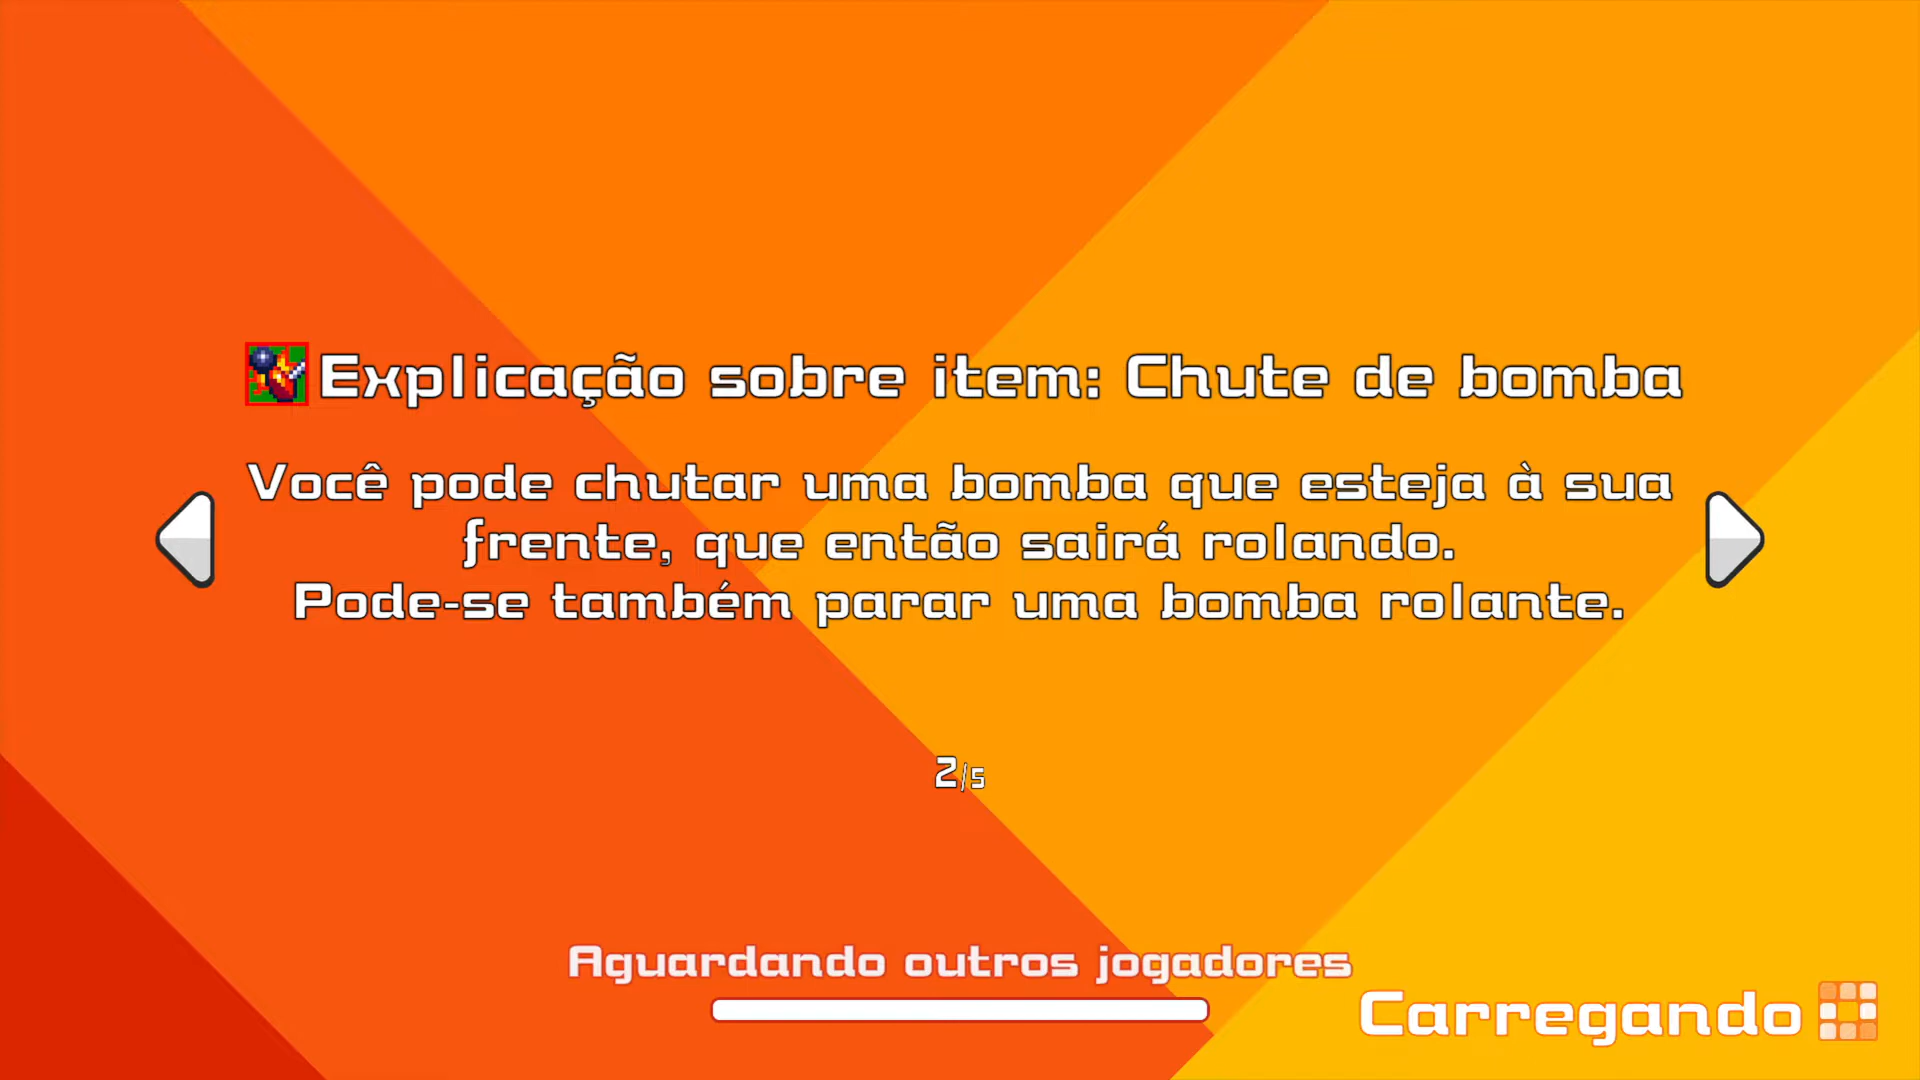 Explicação sobre item: Chute de bomba
Você pode chutar uma bomba que esteja à sua
frente, que então sairá rolando.
Pode-se também parar uma bomba rolante.
2/5
Aguardando outros jogadores
Carregando